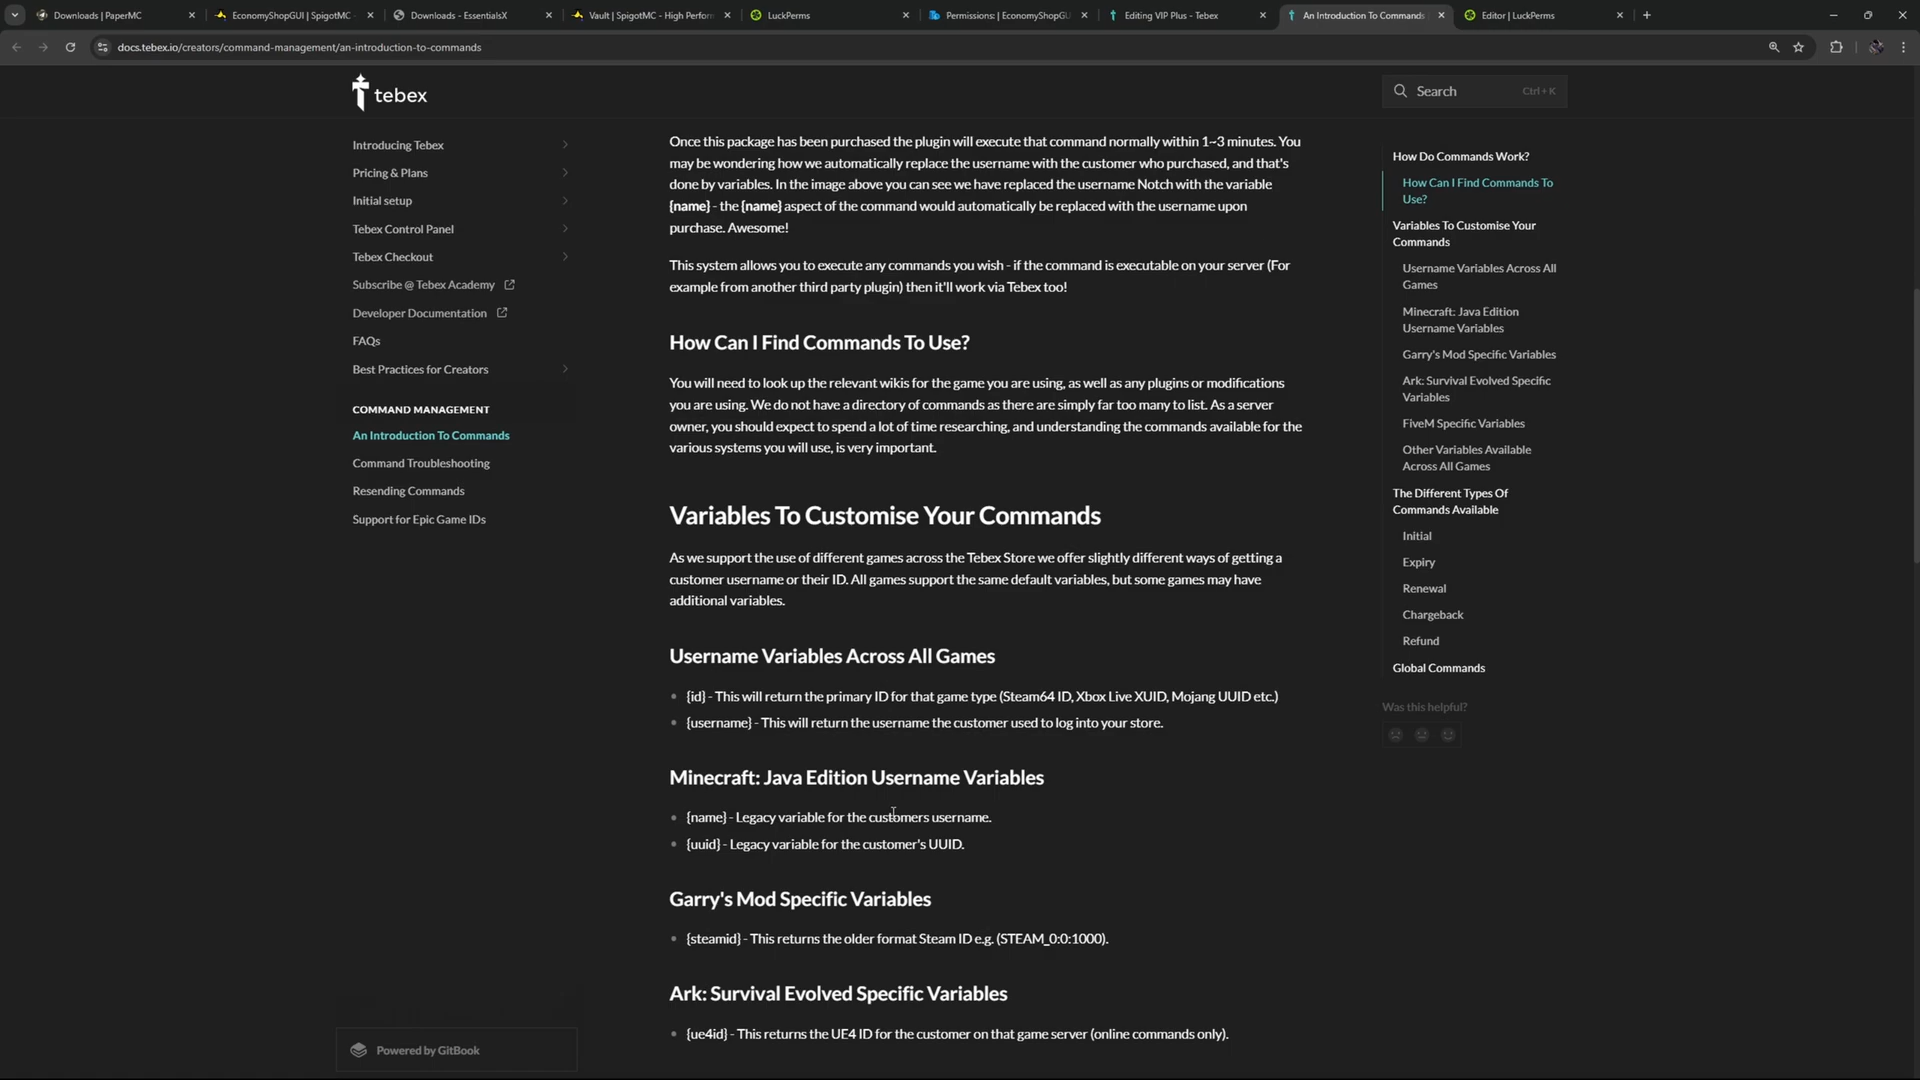 Downloads | PaperMC
EconomyShopGUI | SpigotMC -
Downloads - EssentialsX
Vault | SpigotMC - High Perfor
LuckPerms
Permissions: | EconomyShopGU
Editing VIP Plus - Tebex
An Introduction To Commands
Editor | LuckPerms
docs.tebex.io/creators/command-management/an-introduction-to-commands
tebex
Search
Ctrl + K
Introducing Tebex
Pricing & Plans
Initial setup
Tebex Control Panel
Tebex Checkout
Subscribe @ Tebex Academy
Developer Documentation
FAQs
Best Practices for Creators
COMMAND MANAGEMENT
An Introduction To Commands
Command Troubleshooting
Resending Commands
Support for Epic Game IDs
Powered by GitBook
Once this package has been purchased the plugin will execute that command normally within 1~3 minutes. You
may be wondering how we automatically replace the username with the customer who purchased, and that's
done by variables. In the image above you can see we have replaced the username Notch with the variable
{name} - the {name} aspect of the command would automatically be replaced with the username upon
purchase. Awesome!
This system allows you to execute any commands you wish - if the command is executable on your server (For
example from another third party plugin) then it'll work via Tebex too!
How Can I Find Commands To Use?
You will need to look up the relevant wikis for the game you are using, as well as any plugins or modifications
you are using. We do not have a directory of commands as there are simply far too many to list. As a server
owner, you should expect to spend a lot of time researching, and understanding the commands available for the
various systems you will use, is very important.
Variables To Customise Your Commands
As we support the use of different games across the Tebex Store we offer slightly different ways of getting a
customer username or their ID. All games support the same default variables, but some games may have
additional variables.
Username Variables Across All Games
{id} - This will return the primary ID for that game type (Steam64 ID, Xbox Live XUID, Mojang UUID etc.)
{username} - This will return the username the customer used to log into your store.
Minecraft: Java Edition Username Variables
{name} - Legacy variable for the customers username.
{uuid} - Legacy variable for the customer's UUID.
Garry's Mod Specific Variables
{steamid} - This returns the older format Steam ID e.g. (STEAM_0:0:1000).
Ark: Survival Evolved Specific Variables
{ue4id} - This returns the UE4 ID for the customer on that game server (online commands only).
How Do Commands Work?
How Can I Find Commands To
Use?
Variables To Customise Your
Commands
Username Variables Across All
Games
Minecraft: Java Edition
Username Variables
Garry's Mod Specific Variables
Ark: Survival Evolved Specific
Variables
FiveM Specific Variables
Other Variables Available
Across All Games
The Different Types Of
Commands Available
Initial
Expiry
Renewal
Chargeback
Refund
Global Commands
Was this helpful?